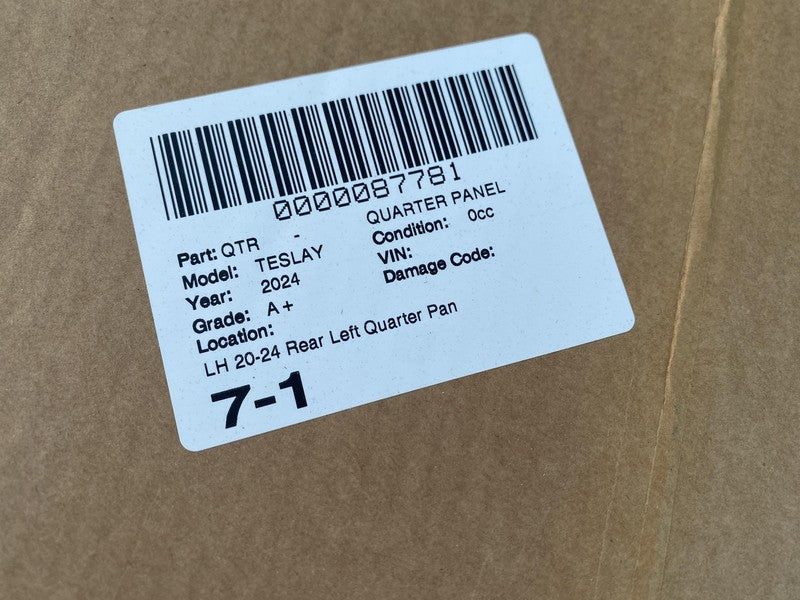 0000087781
Part: QTR - QUARTER PANEL
Model: TESLAY Condition: 0cc
Year: 2024 VIN:
Grade: A+ Damage Code:
Location:
LH 20-24 Rear Left Quarter Pan
7-1